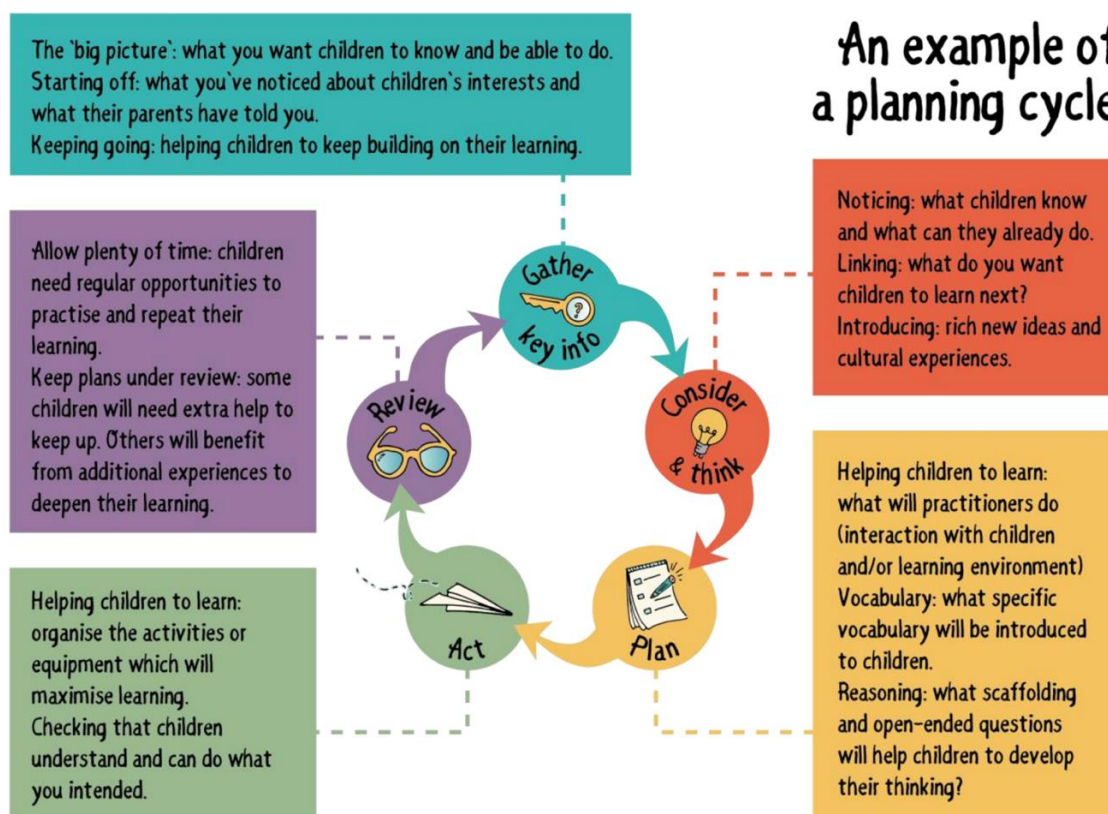 An example of
a planning cycle
The `big picture`: what you want children to know and be able to do.
Starting off: what you`ve noticed about children`s interests and
what their parents have told you.
Keeping going: helping children to keep building on their learning.
Gather
key info
?
Noticing: what children know
and what can they already do.
Linking: what do you want
children to learn next?
Introducing: rich new ideas and
cultural experiences.
Consider
& think
Helping children to learn:
what will practitioners do
(interaction with children
and/or learning environment)
Vocabulary: what specific
vocabulary will be introduced
to children.
Reasoning: what scaffolding
and open-ended questions
will help children to develop
their thinking?
Plan
Helping children to learn:
organise the activities or
equipment which will
maximise learning.
Checking that children
understand and can do what
you intended.
Act
Allow plenty of time: children
need regular opportunities to
practise and repeat their
learning.
Keep plans under review: some
children will need extra help to
keep up. Others will benefit
from additional experiences to
deepen their learning.
Review